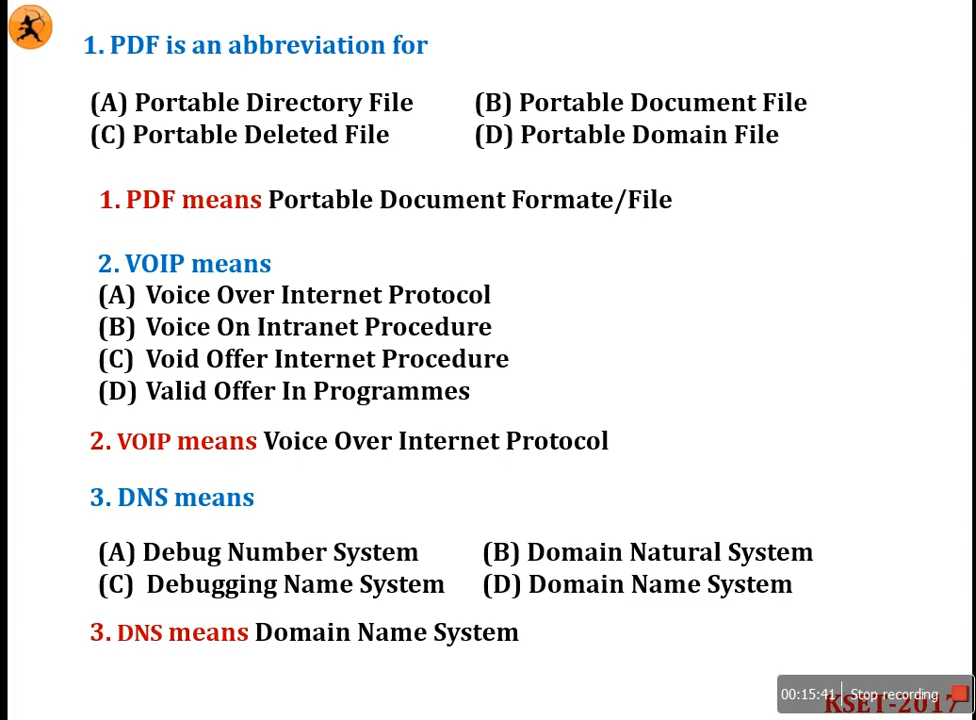 1. PDF is an abbreviation for
(A) Portable Directory File (B) Portable Document File
(C) Portable Deleted File (D) Portable Domain File
1. PDF means Portable Document Formate/File
2. VOIP means
(A) Voice Over Internet Protocol
(B) Voice On Intranet Procedure
(C) Void Offer Internet Procedure
(D) Valid Offer In Programmes
2. VOIP means Voice Over Internet Protocol
3. DNS means
(A) Debug Number System (B) Domain Natural System
(C) Debugging Name System (D) Domain Name System
3. DNS means Domain Name System
00:15:41 Stop recording
KSET-2017